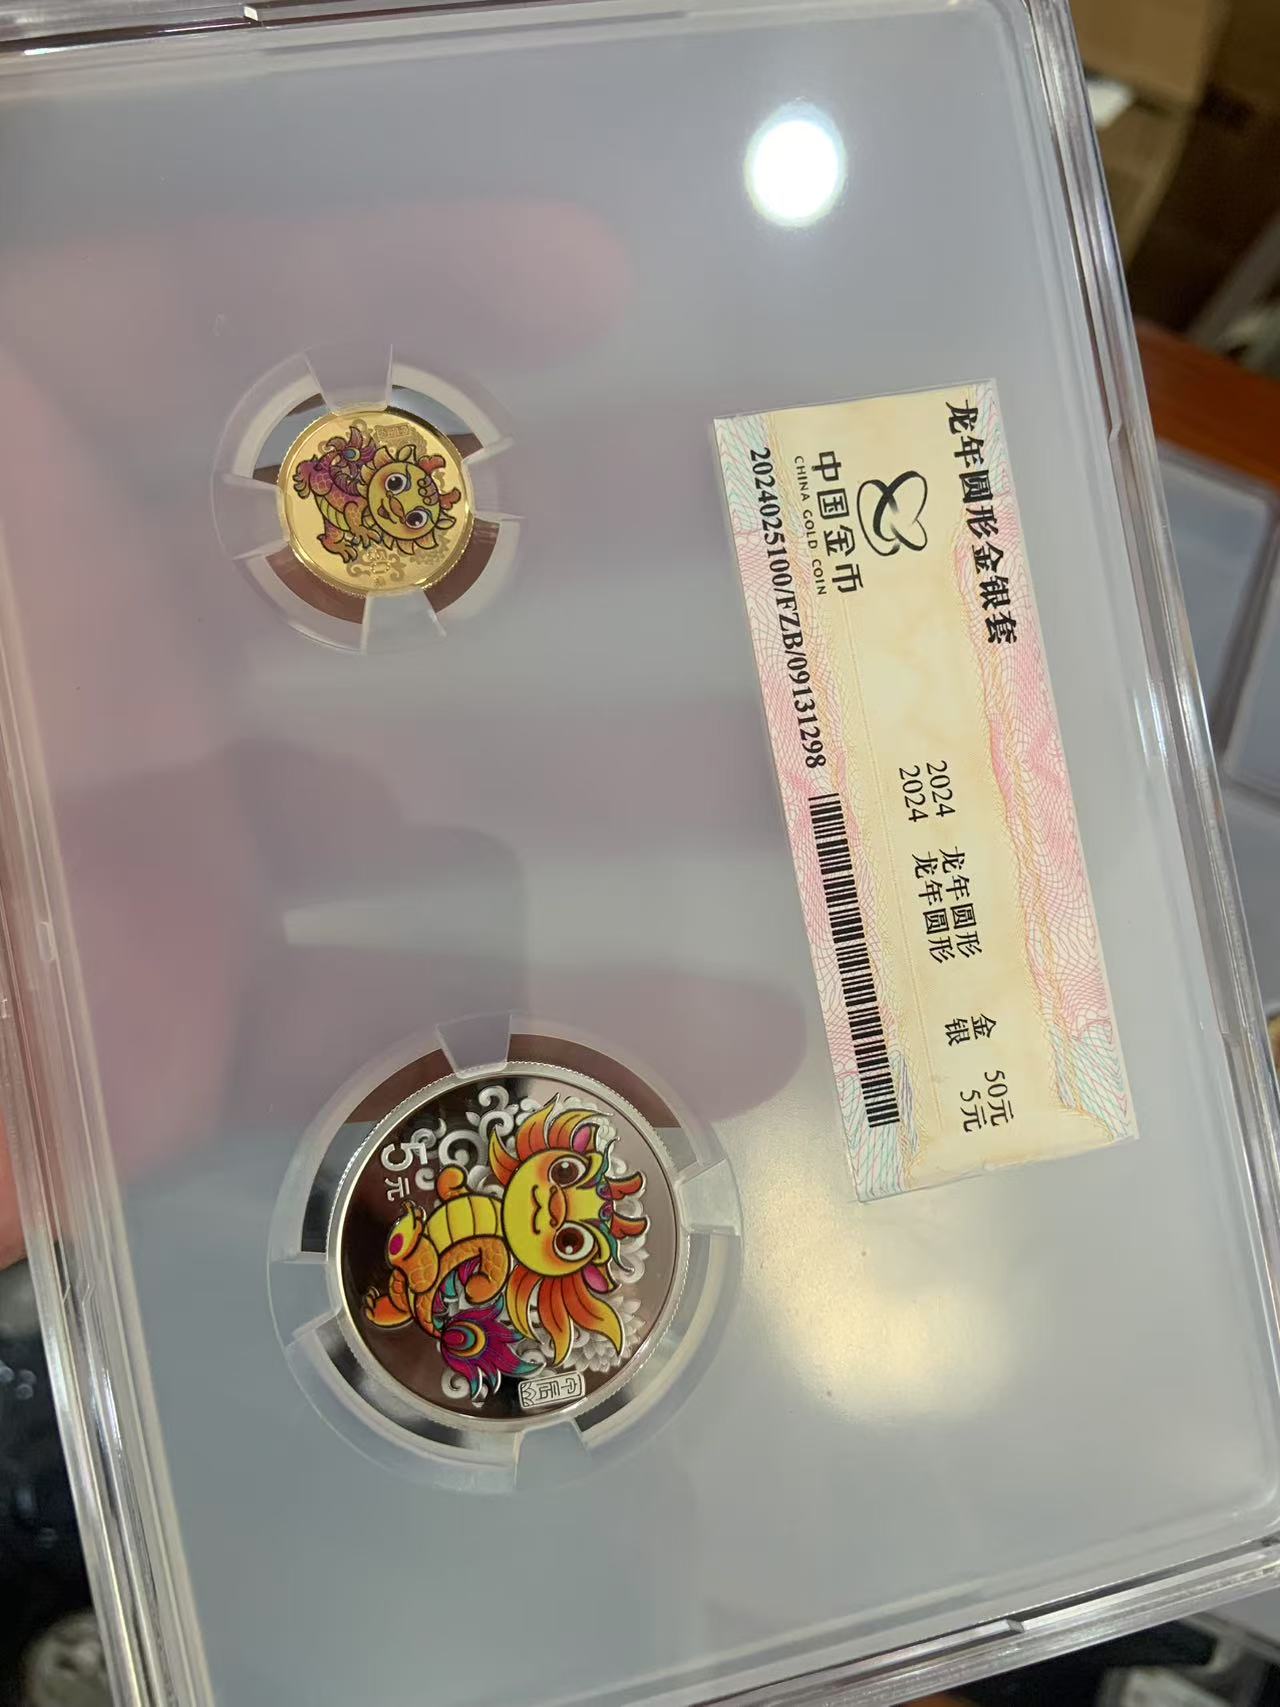 龙年圆形金银套
中国金币
CHINA GOLD COIN
2024 龙年圆形 金 50元
2024 龙年圆形 银 5元
2024025100/FZB/09131298
5元